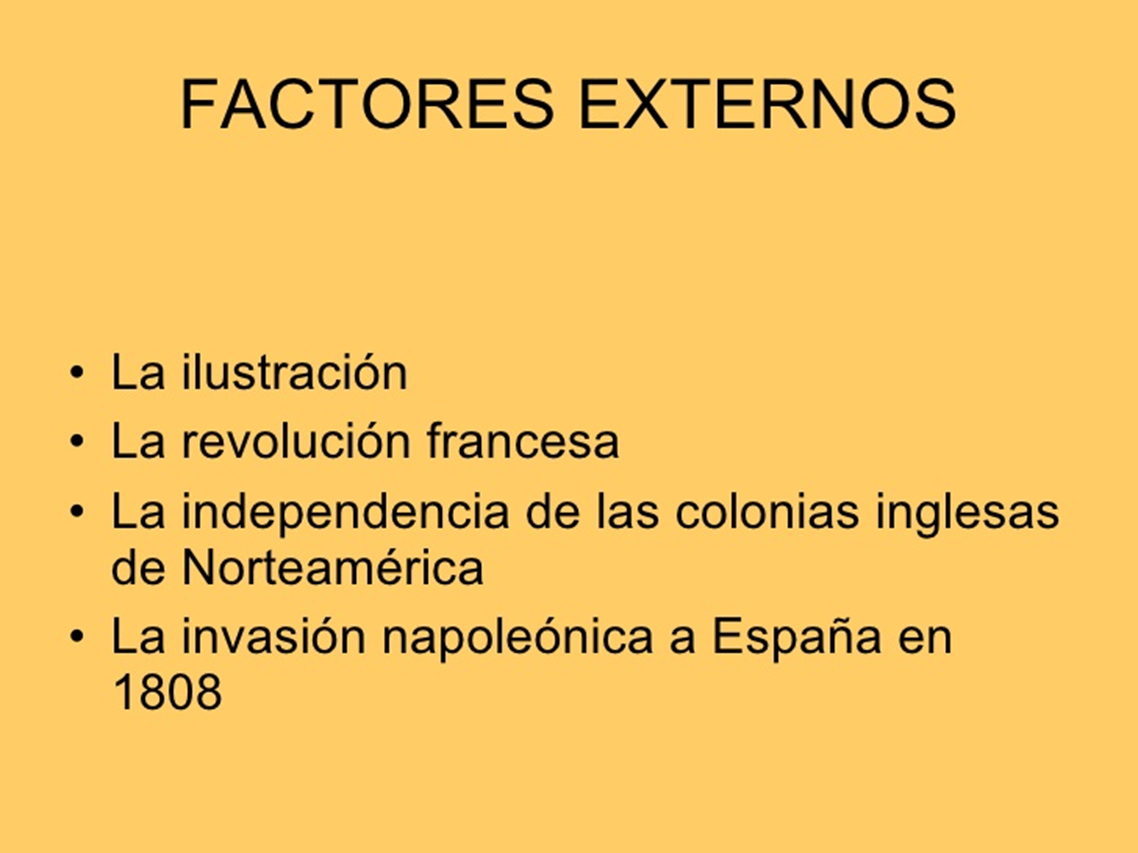 FACTORES EXTERNOS
• La ilustración
• La revolución francesa
• La independencia de las colonias inglesas
de Norteamérica
• La invasión napoleónica a España en
1808